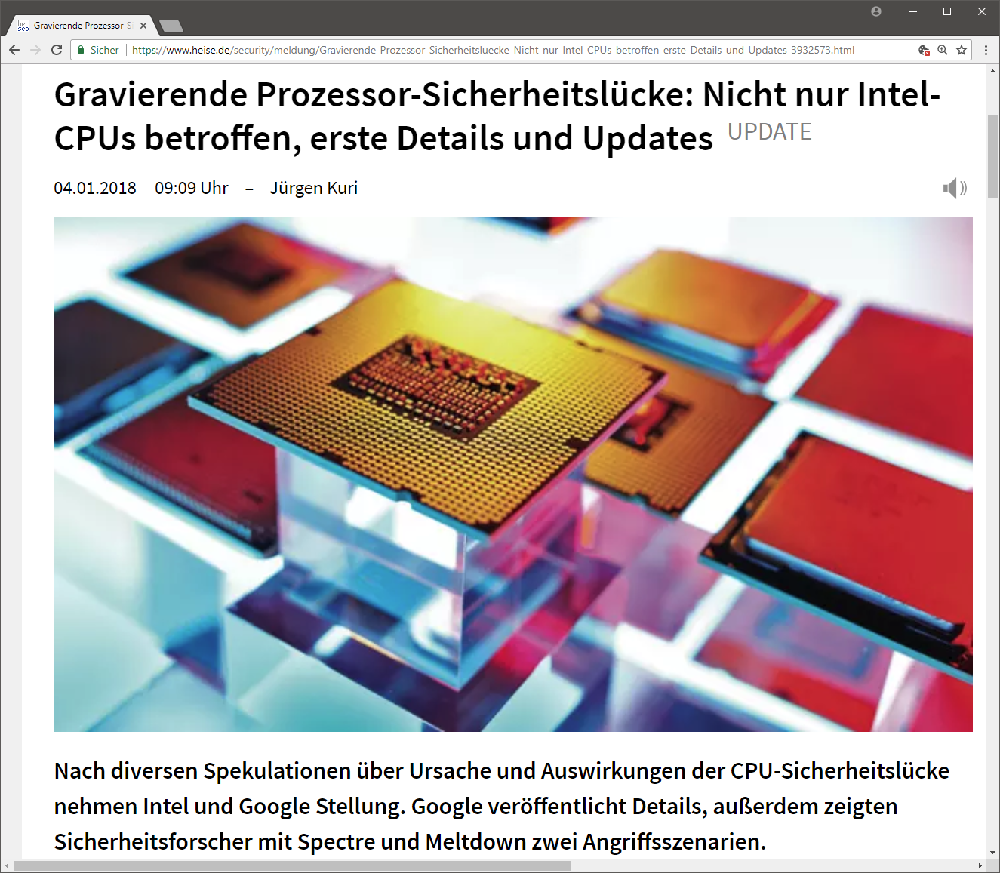 hei
sec
Gravierende Prozessor-S
Sicher
https://www.heise.de/security/meldung/Gravierende-Prozessor-Sicherheitsluecke-Nicht-nur-Intel-CPUs-betroffen-erste-Details-und-Updates-3932573.html
Gravierende Prozessor-Sicherheitslücke: Nicht nur Intel-
CPUs betroffen, erste Details und Updates UPDATE
04.01.2018 09:09 Uhr – Jürgen Kuri
Nach diversen Spekulationen über Ursache und Auswirkungen der CPU-Sicherheitslücke
nehmen Intel und Google Stellung. Google veröffentlicht Details, außerdem zeigten
Sicherheitsforscher mit Spectre und Meltdown zwei Angriffsszenarien.